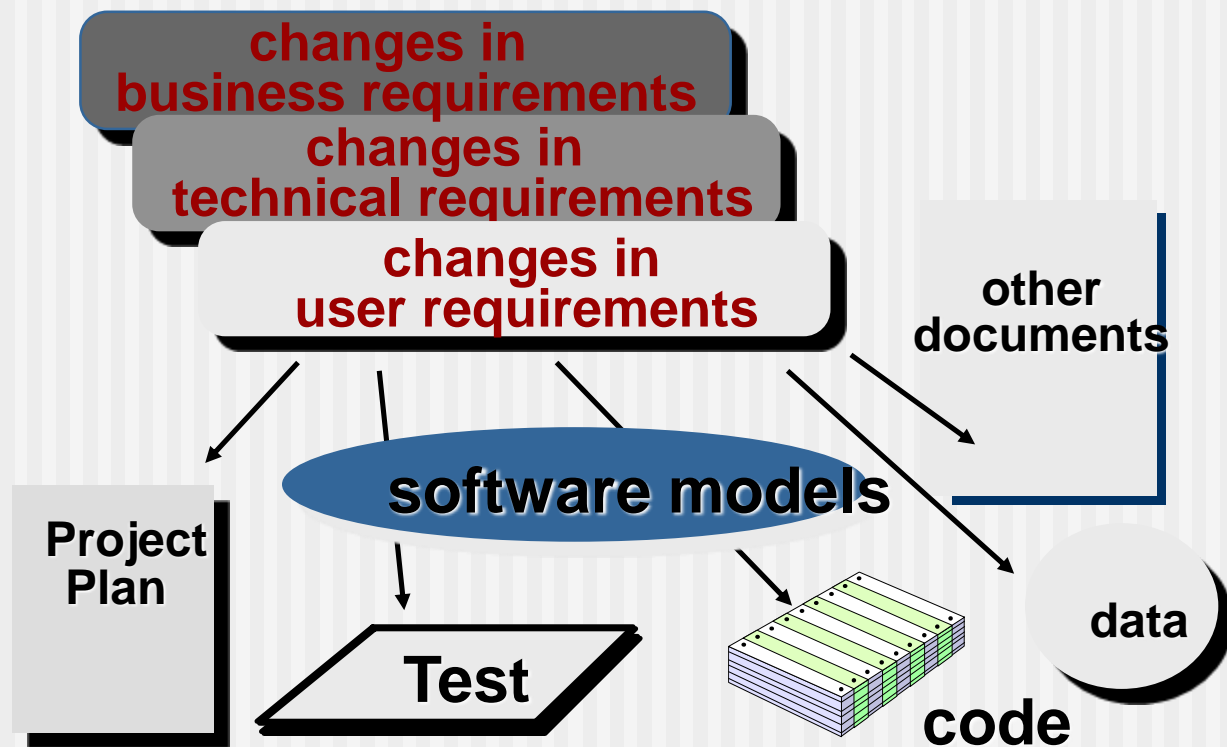 changes in
business requirements
changes in
technical requirements
changes in
user requirements
other
documents
software models
Project
Plan
Test
data
code